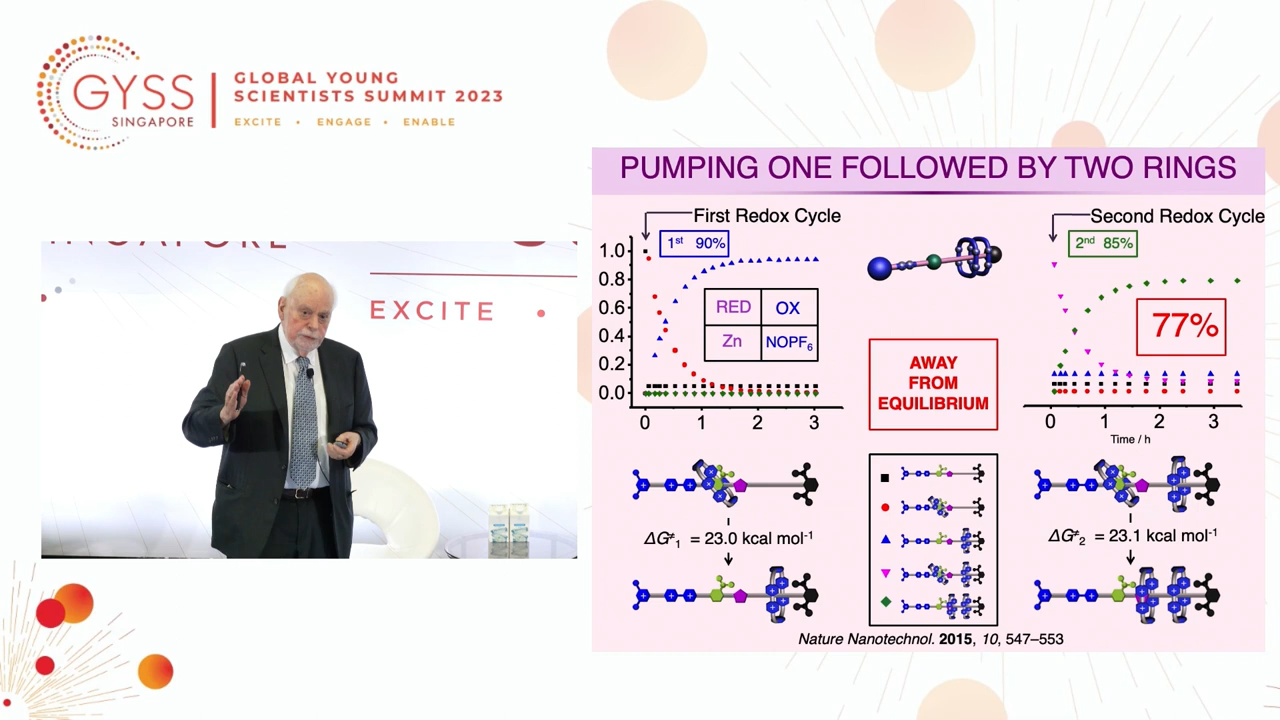 GYSS
SINGAPORE
GLOBAL YOUNG
SCIENTISTS SUMMIT 2023
EXCITE • ENGAGE • ENABLE
SINGAPORE
EXCITE •
PUMPING ONE FOLLOWED BY TWO RINGS
First Redox Cycle
1st 90%
1.0
0.8
0.6
0.4
0.2
0.0
0 1 2 3
RED OX
Zn NOPF6
ΔG≠1 = 23.0 kcal mol-1
AWAY
FROM
EQUILIBRIUM
Second Redox Cycle
2nd 85%
77%
0 1 2 3
Time / h
ΔG≠2 = 23.1 kcal mol-1
Nature Nanotechnol. 2015, 10, 547–553